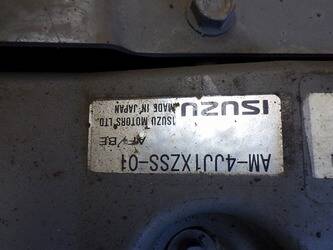 AM-4JJ1XZSS-01
AF/BE
ISUZU MOTORS LTD.
MADE IN JAPAN
ISUZU